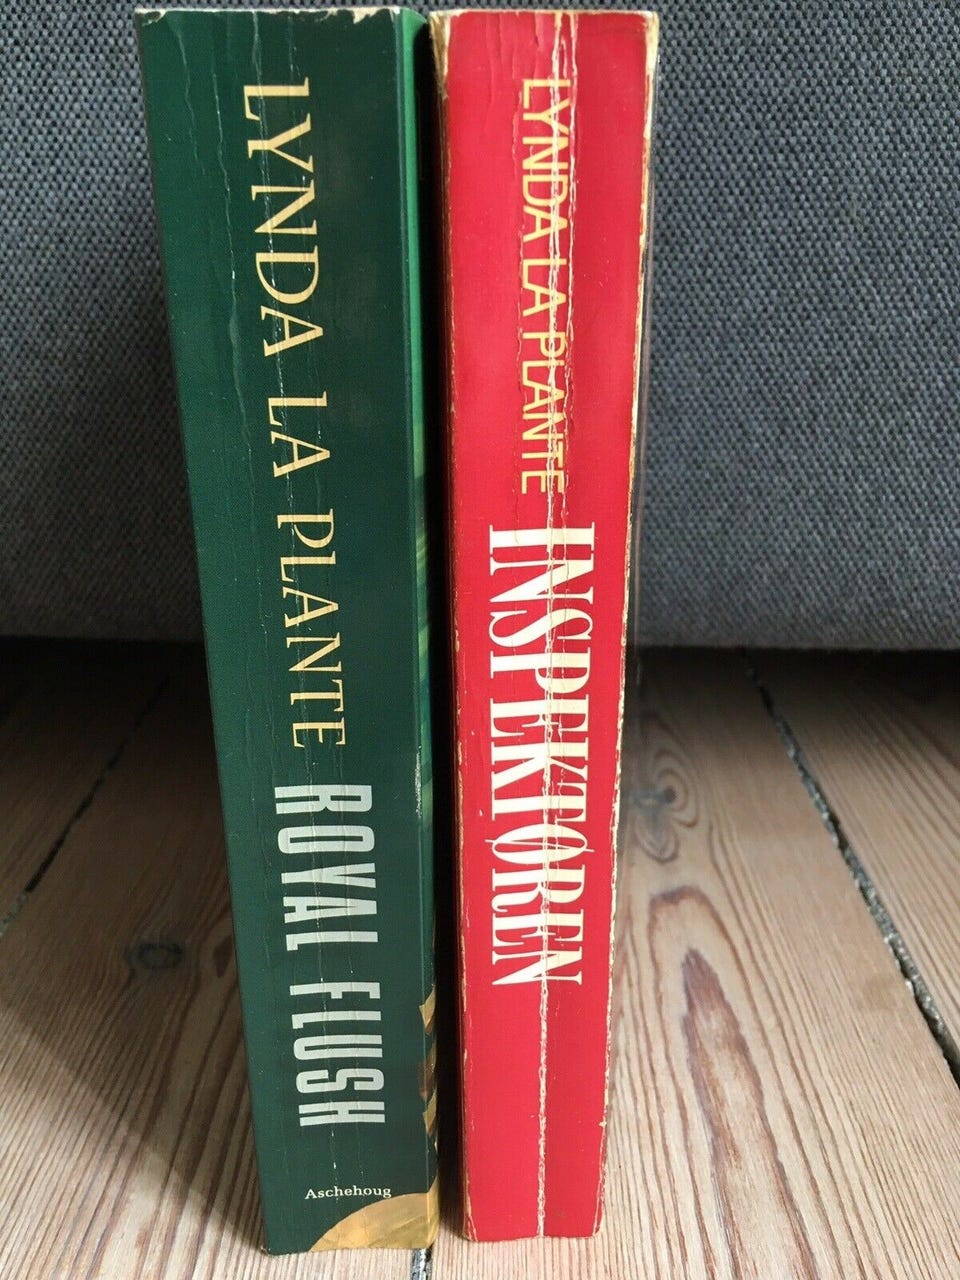 LYNDA LA PLANTE ROYAL FLUSH
Aschehoug
LYNDA LA PLANTE INSPEKTØREN